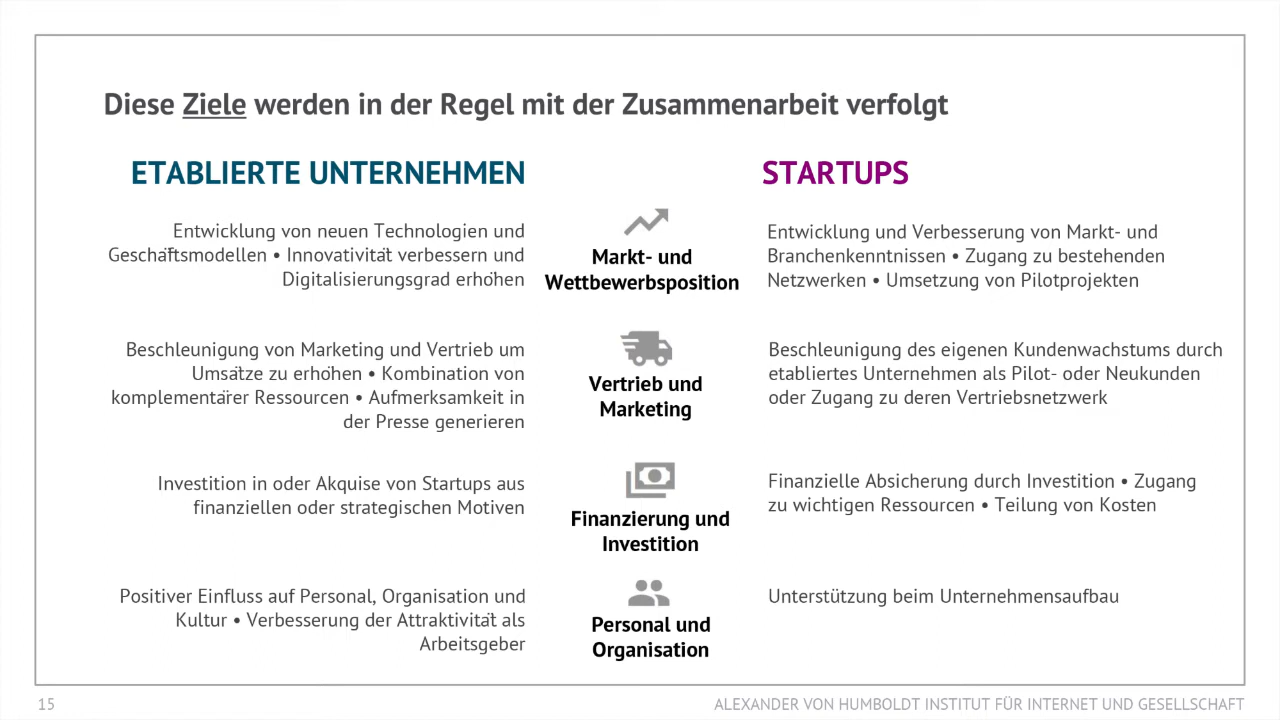 Diese Ziele werden in der Regel mit der Zusammenarbeit verfolgt
ETABLIERTE UNTERNEHMEN
STARTUPS
Entwicklung von neuen Technologien und
Geschäftsmodellen • Innovativität verbessern und
Digitalisierungsgrad erhöhen
Markt- und
Wettbewerbsposition
Entwicklung und Verbesserung von Markt- und
Branchenkenntnissen • Zugang zu bestehenden
Netzwerken • Umsetzung von Pilotprojekten
Beschleunigung von Marketing und Vertrieb um
Umsätze zu erhöhen • Kombination von
komplementärer Ressourcen • Aufmerksamkeit in
der Presse generieren
Vertrieb und
Marketing
Beschleunigung des eigenen Kundenwachstums durch
etabliertes Unternehmen als Pilot- oder Neukunden
oder Zugang zu deren Vertriebsnetzwerk
Investition in oder Akquise von Startups aus
finanziellen oder strategischen Motiven
Finanzierung und
Investition
Finanzielle Absicherung durch Investition • Zugang
zu wichtigen Ressourcen • Teilung von Kosten
Positiver Einfluss auf Personal, Organisation und
Kultur • Verbesserung der Attraktivität als
Arbeitsgeber
Personal und
Organisation
Unterstützung beim Unternehmensaufbau
15
ALEXANDER VON HUMBOLDT INSTITUT FÜR INTERNET UND GESELLSCHAFT